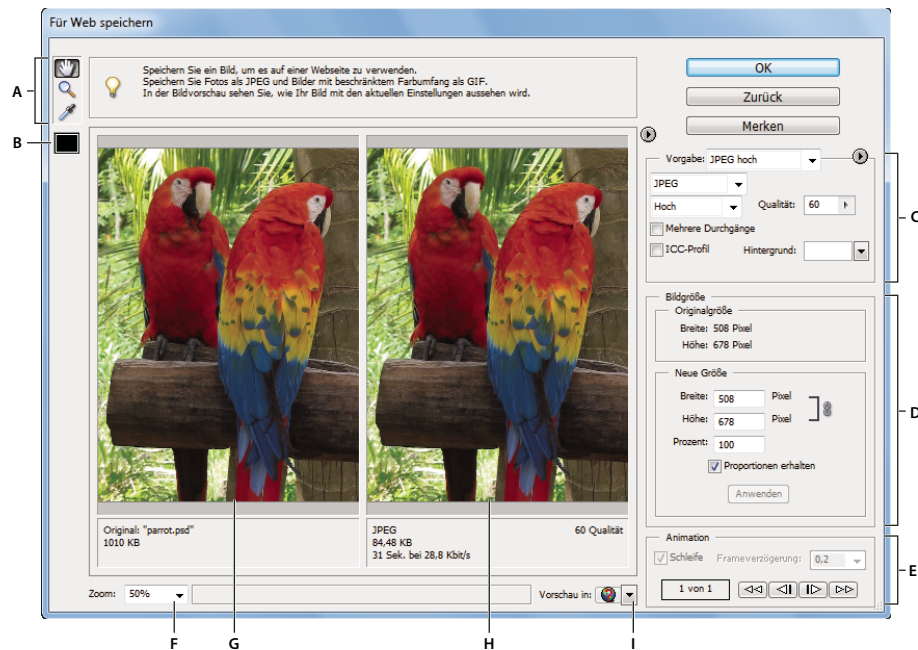 Für Web speichern
A
B
Speichern Sie ein Bild, um es auf einer Webseite zu verwenden.
Speichern Sie Fotos als JPEG und Bilder mit beschränktem Farbumfang als GIF.
In der Bildvorschau sehen Sie, wie Ihr Bild mit den aktuellen Einstellungen aussehen wird.
OK
Zurück
Merken
Vorgabe: JPEG hoch
JPEG
Hoch
Qualität: 60
Mehrere Durchgänge
ICC-Profil
Hintergrund:
C
Bildgröße
Originalgröße
Breite: 508 Pixel
Höhe: 678 Pixel
Neue Größe
Breite: 508 Pixel
Höhe: 678 Pixel
Prozent: 100
Proportionen erhalten
Anwenden
D
Original: "parrot.psd"
1010 KB
JPEG 60 Qualität
84,48 KB
31 Sek. bei 28,8 Kbit/s
Animation
Schleife Frameverzögerung: 0,2
1 von 1
E
Zoom: 50%
Vorschau in:
F G H I